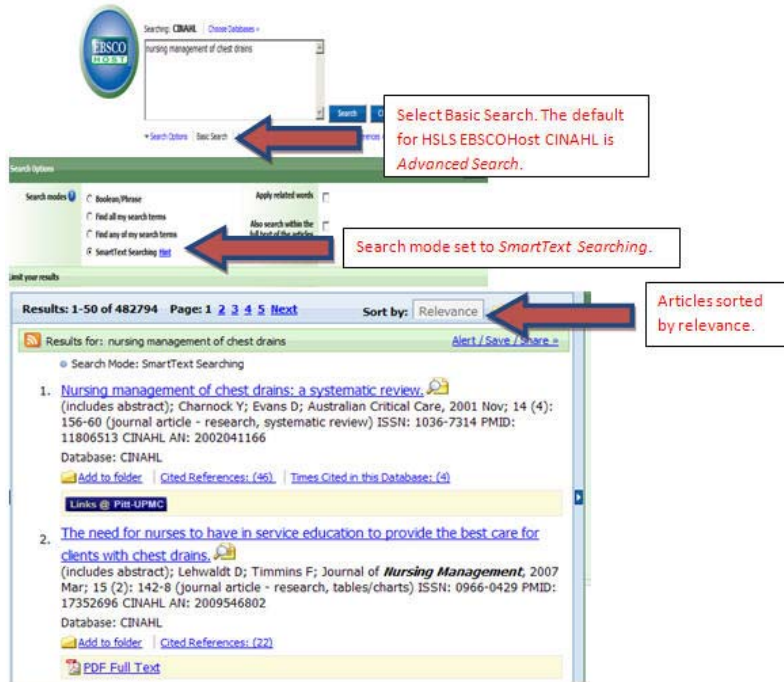 Searching: CINAHL Choose Databases »
EBSCO
HOST
nursing management of chest drains
Search
Search Options Basic Search
Select Basic Search. The default
for HSLS EBSCOHost CINAHL is
Advanced Search.
Search Options
Search modes
Boolean/Phrase
Find all my search terms
Find any of my search terms
SmartText Searching Hint
Apply related words
Also search within the
full text of the articles
Search mode set to SmartText Searching.
Limit your results
Results: 1-50 of 482794 Page: 1 2 3 4 5 Next Sort by: Relevance
Articles sorted
by relevance.
Results for: nursing management of chest drains Alert / Save / Share »
Search Mode: SmartText Searching
1. Nursing management of chest drains: a systematic review.
(includes abstract); Charnock Y; Evans D; Australian Critical Care, 2001 Nov; 14 (4):
156-60 (journal article - research, systematic review) ISSN: 1036-7314 PMID:
11806513 CINAHL AN: 2002041166
Database: CINAHL
Add to folder Cited References: (46) Times Cited in this Database: (4)
Links @ Pitt-UPMC
2. The need for nurses to have in service education to provide the best care for
clients with chest drains.
(includes abstract); Lehwaldt D; Timmins F; Journal of Nursing Management, 2007
Mar; 15 (2): 142-8 (journal article - research, tables/charts) ISSN: 0966-0429 PMID:
17352696 CINAHL AN: 2009546802
Database: CINAHL
Add to folder Cited References: (22)
PDF Full Text